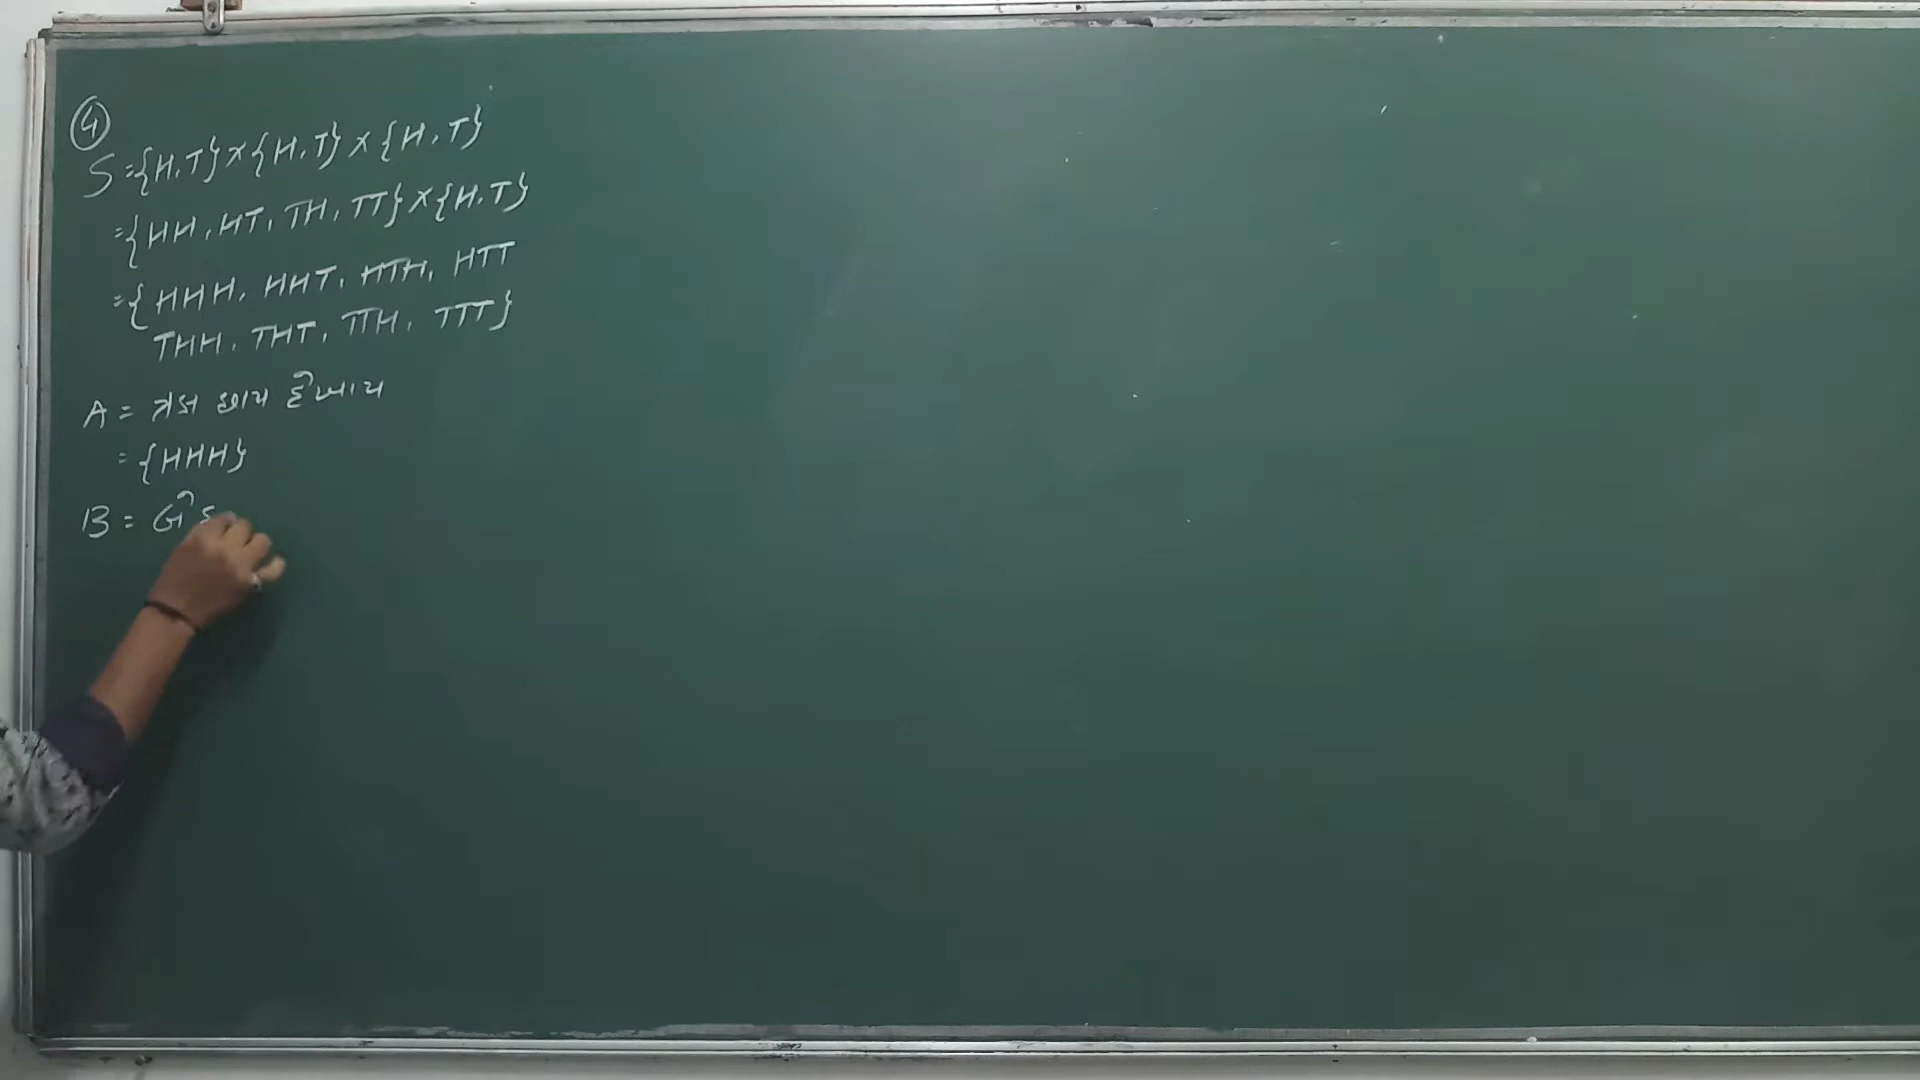 ④
S = {H, T} × {H, T} × {H, T}
= {HH, HT, TH, TT} × {H, T}
= { HHH, HHT, HTH, HTT
THH, THT, TTH, TTT}
A = ત્રણ છાપ દેખાય
= {HHH}
B = બે